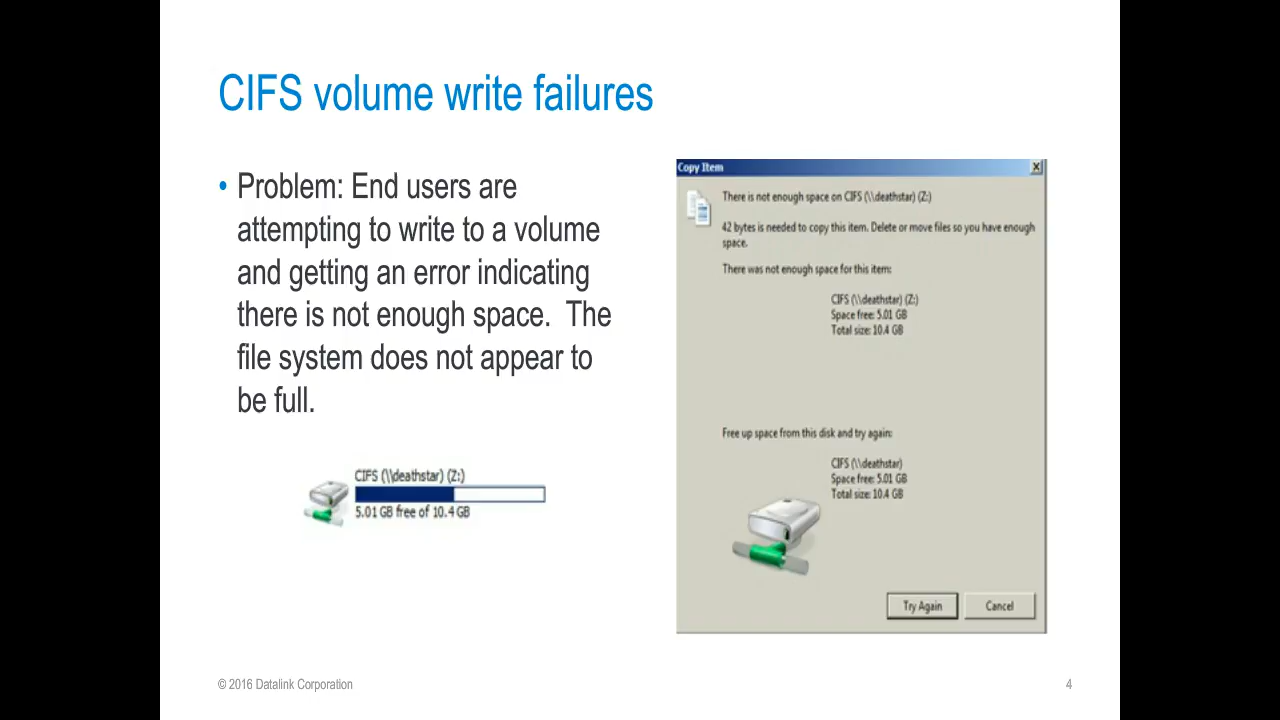 CIFS volume write failures
• Problem: End users are
attempting to write to a volume
and getting an error indicating
there is not enough space.  The
file system does not appear to
be full.
CIFS (\\deathstar) (Z:)
5.01 GB free of 10.4 GB
Copy Item
There is not enough space on CIFS (\\deathstar) (Z:)
42 bytes is needed to copy this item. Delete or move files so you have enough
space.
There was not enough space for this item:
CIFS (\\deathstar) (Z:)
Space free: 5.01 GB
Total size: 10.4 GB
Free up space from this disk and try again:
CIFS (\\deathstar)
Space free: 5.01 GB
Total size: 10.4 GB
Try Again
Cancel
© 2016 Datalink Corporation
4